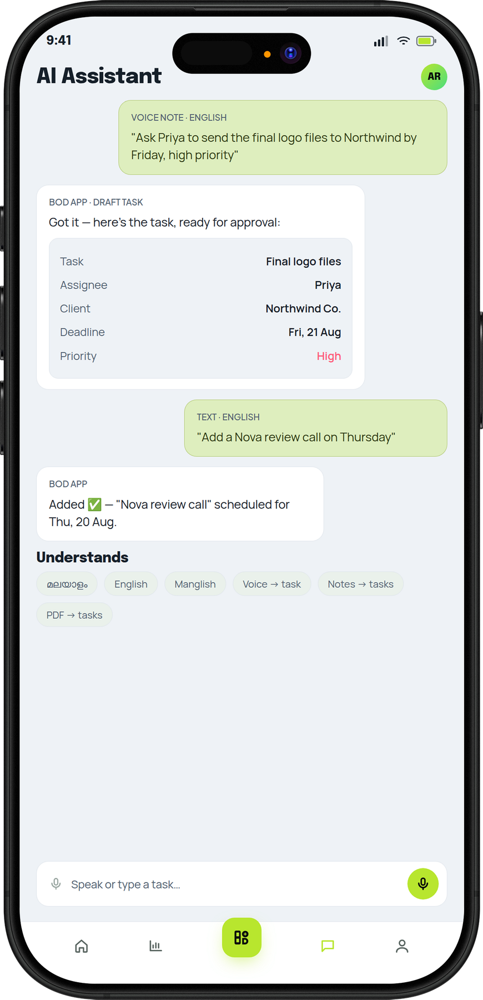 9:41
AI Assistant
AR
VOICE NOTE · ENGLISH
"Ask Priya to send the final logo files to Northwind by
Friday, high priority"
BOD APP · DRAFT TASK
Got it — here's the task, ready for approval:
Task Final logo files
Assignee Priya
Client Northwind Co.
Deadline Fri, 21 Aug
Priority High
TEXT · ENGLISH
"Add a Nova review call on Thursday"
BOD APP
Added ✅ — "Nova review call" scheduled for
Thu, 20 Aug.
Understands
മലയാളം English Manglish Voice → task Notes → tasks
PDF → tasks
Speak or type a task...